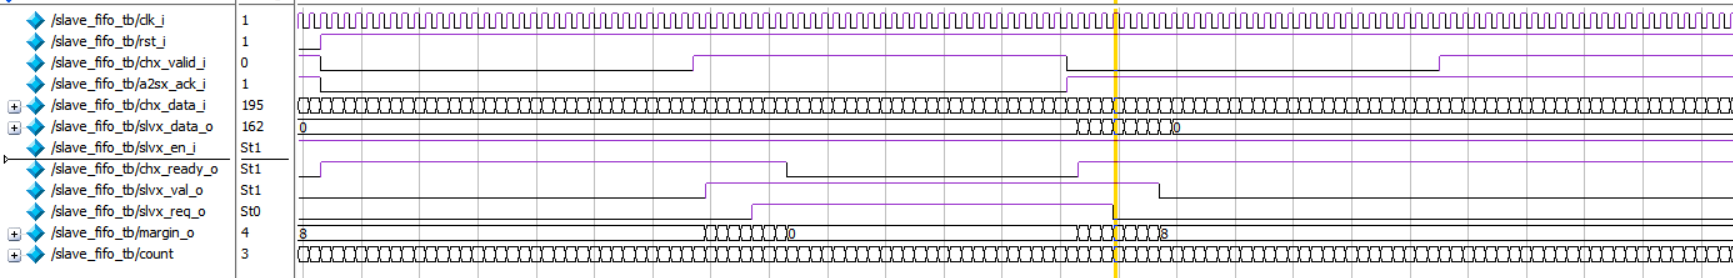 /slave_fifo_tb/clk_i 1
/slave_fifo_tb/rst_i 1
/slave_fifo_tb/chx_valid_i 0
/slave_fifo_tb/a2sx_ack_i 1
/slave_fifo_tb/chx_data_i 195
/slave_fifo_tb/slvx_data_o 162 0 0
/slave_fifo_tb/slvx_en_i St1
/slave_fifo_tb/chx_ready_o St1
/slave_fifo_tb/slvx_val_o St1
/slave_fifo_tb/slvx_req_o St0
/slave_fifo_tb/margin_o 4 8 0 8
/slave_fifo_tb/count 3